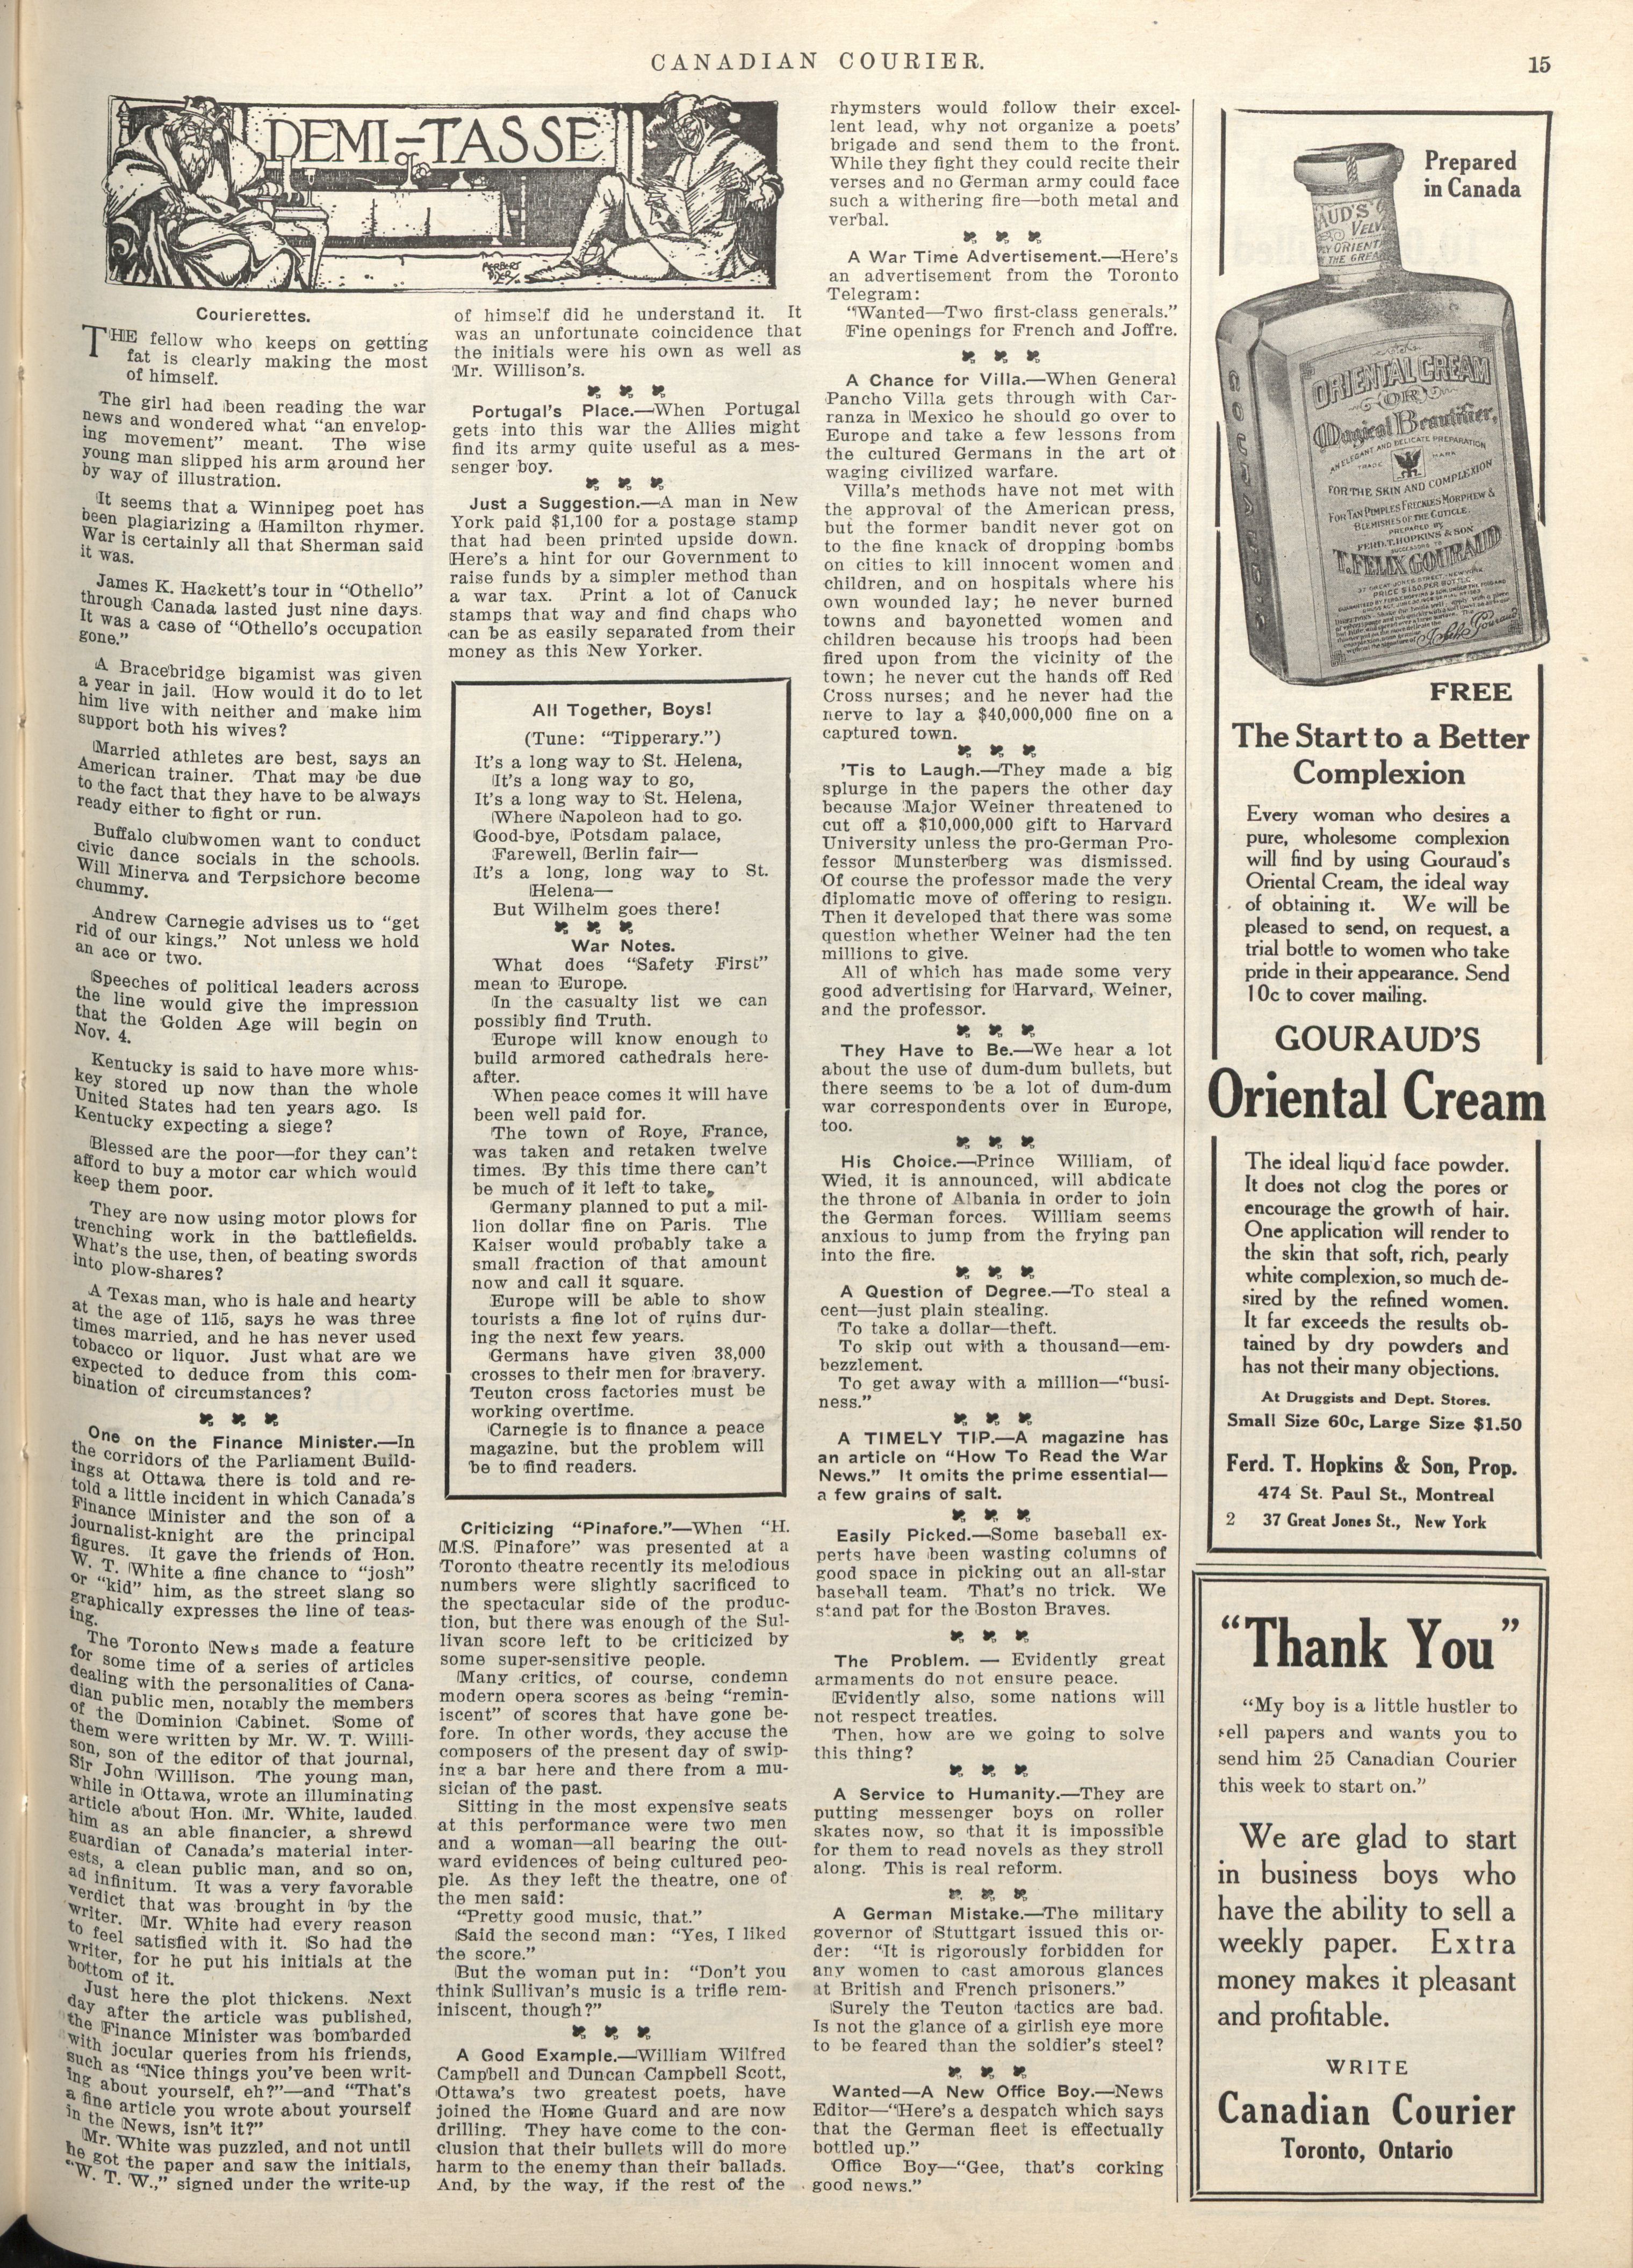 CANADIAN COURIER.
15
DEMI-TASSE
HERBERT
DYER
Courierettes.
THE fellow who keeps on getting
fat is clearly making the most
of himself.
The girl had been reading the war
news and wondered what "an envelop-
ing movement" meant. The wise
young man slipped his arm around her
by way of illustration.
It seems that a Winnipeg poet has
been plagiarizing a Hamilton rhymer.
War is certainly all that Sherman said
it was.
James K. Hackett's tour in "Othello"
through Canada lasted just nine days.
It was a case of "Othello's occupation
gone."
A Bracebridge bigamist was given
a year in jail. How would it do to let
him live with neither and make him
support both his wives?
Married athletes are best, says an
American trainer. That may be due
to the fact that they have to be always
ready either to fight or run.
Buffalo clubwomen want to conduct
civic dance socials in the schools.
Will Minerva and Terpsichore become
chummy.
Andrew Carnegie advises us to "get
rid of our kings." Not unless we hold
an ace or two.
Speeches of political leaders across
the line would give the impression
that the Golden Age will begin on
Nov. 4.
Kentucky is said to have more whis-
key stored up now than the whole
United States had ten years ago. Is
Kentucky expecting a siege?
Blessed are the poor—for they can't
afford to buy a motor car which would
keep them poor.
They are now using motor plows for
trenching work in the battlefields.
What's the use, then, of beating swords
into plow-shares?
A Texas man, who is hale and hearty
at the age of 115, says he was three
times married, and he has never used
tobacco or liquor. Just what are we
expected to deduce from this com-
bination of circumstances?
One on the Finance Minister.—In
the corridors of the Parliament Build-
ings at Ottawa there is told and re-
told a little incident in which Canada's
Finance Minister and the son of a
journalist-knight are the principal
figures. It gave the friends of Hon.
W. T. White a fine chance to "josh"
or "kid" him, as the street slang so
graphically expresses the line of teas-
ing.
The Toronto News made a feature
for some time of a series of articles
dealing with the personalities of Cana-
dian public men, notably the members
of the Dominion Cabinet. Some of
them were written by Mr. W. T. Willi-
son, son of the editor of that journal,
Sir John Willison. The young man,
while in Ottawa, wrote an illuminating
article about Hon. Mr. White, lauded
him as an able financier, a shrewd
guardian of Canada's material inter-
ests, a clean public man, and so on,
ad infinitum. It was a very favorable
verdict that was brought in by the
writer. Mr. White had every reason
to feel satisfied with it. So had the
writer, for he put his initials at the
bottom of it.
Just here the plot thickens. Next
day after the article was published,
the Finance Minister was bombarded
with jocular queries from his friends,
such as "Nice things you've been writ-
ing about yourself, eh?"—and "That's
a fine article you wrote about yourself
in the News, isn't it?"
Mr. White was puzzled, and not until
he got the paper and saw the initials,
"W. T. W.," signed under the write-up
of himself did he understand it. It
was an unfortunate coincidence that
the initials were his own as well as
Mr. Willison's.
Portugal's Place.—When Portugal
gets into this war the Allies might
find its army quite useful as a mes-
senger boy.
Just a Suggestion.—A man in New
York paid $1,100 for a postage stamp
that had been printed upside down.
Here's a hint for our Government to
raise funds by a simpler method than
a war tax. Print a lot of Canuck
stamps that way and find chaps who
can be as easily separated from their
money as this New Yorker.
All Together, Boys!
(Tune: "Tipperary.")
It's a long way to St. Helena,
It's a long way to go,
It's a long way to St. Helena,
Where Napoleon had to go.
Good-bye, Potsdam palace,
Farewell, Berlin fair—
It's a long, long way to St.
Helena—
But Wilhelm goes there!
War Notes.
What does "Safety First"
mean to Europe.
In the casualty list we can
possibly find Truth.
Europe will know enough to
build armored cathedrals here-
after.
When peace comes it will have
been well paid for.
The town of Roye, France,
was taken and retaken twelve
times. By this time there can't
be much of it left to take.
Germany planned to put a mil-
lion dollar fine on Paris. The
Kaiser would probably take a
small fraction of that amount
now and call it square.
Europe will be able to show
tourists a fine lot of ruins dur-
ing the next few years.
Germans have given 38,000
crosses to their men for bravery.
Teuton cross factories must be
working overtime.
Carnegie is to finance a peace
magazine, but the problem will
be to find readers.
Criticizing "Pinafore."—When "H.
M.S. Pinafore" was presented at a
Toronto theatre recently its melodious
numbers were slightly sacrificed to
the spectacular side of the produc-
tion, but there was enough of the Sul-
livan score left to be criticized by
some super-sensitive people.
Many critics, of course, condemn
modern opera scores as being "remin-
iscent" of scores that have gone be-
fore. In other words, they accuse the
composers of the present day of swip-
ing a bar here and there from a mu-
sician of the past.
Sitting in the most expensive seats
at this performance were two men
and a woman—all bearing the out-
ward evidences of being cultured peo-
ple. As they left the theatre, one of
the men said:
"Pretty good music, that."
Said the second man: "Yes, I liked
the score."
But the woman put in: "Don't you
think Sullivan's music is a trifle rem-
iniscent, though?"
A Good Example.—William Wilfred
Campbell and Duncan Campbell Scott,
Ottawa's two greatest poets, have
joined the Home Guard and are now
drilling. They have come to the con-
clusion that their bullets will do more
harm to the enemy than their ballads.
And, by the way, if the rest of the
rhymsters would follow their excel-
lent lead, why not organize a poets'
brigade and send them to the front.
While they fight they could recite their
verses and no German army could face
such a withering fire—both metal and
verbal.
A War Time Advertisement.—Here's
an advertisement from the Toronto
Telegram:
"Wanted—Two first-class generals."
Fine openings for French and Joffre.
A Chance for Villa.—When General
Pancho Villa gets through with Car-
ranza in Mexico he should go over to
Europe and take a few lessons from
the cultured Germans in the art of
waging civilized warfare.
Villa's methods have not met with
the approval of the American press,
but the former bandit never got on
to the fine knack of dropping bombs
on cities to kill innocent women and
children, and on hospitals where his
own wounded lay; he never burned
towns and bayonetted women and
children because his troops had been
fired upon from the vicinity of the
town; he never cut the hands off Red
Cross nurses; and he never had the
nerve to lay a $40,000,000 fine on a
captured town.
'Tis to Laugh.—They made a big
splurge in the papers the other day
because Major Weiner threatened to
cut off a $10,000,000 gift to Harvard
University unless the pro-German Pro-
fessor Munsterberg was dismissed.
Of course the professor made the very
diplomatic move of offering to resign.
Then it developed that there was some
question whether Weiner had the ten
millions to give.
All of which has made some very
good advertising for Harvard, Weiner,
and the professor.
They Have to Be.—We hear a lot
about the use of dum-dum bullets, but
there seems to be a lot of dum-dum
war correspondents over in Europe,
too.
His Choice.—Prince William, of
Wied, it is announced, will abdicate
the throne of Albania in order to join
the German forces. William seems
anxious to jump from the frying pan
into the fire.
A Question of Degree.—To steal a
cent—just plain stealing.
To take a dollar—theft.
To skip out with a thousand—em-
bezzlement.
To get away with a million—"busi-
ness."
A TIMELY TIP.—A magazine has
an article on "How To Read the War
News." It omits the prime essential—
a few grains of salt.
Easily Picked.—Some baseball ex-
perts have been wasting columns of
good space in picking out an all-star
baseball team. That's no trick. We
stand pat for the Boston Braves.
The Problem. — Evidently great
armaments do not ensure peace.
Evidently also, some nations will
not respect treaties.
Then, how are we going to solve
this thing?
A Service to Humanity.—They are
putting messenger boys on roller
skates now, so that it is impossible
for them to read novels as they stroll
along. This is real reform.
A German Mistake.—The military
governor of Stuttgart issued this or-
der: "It is rigorously forbidden for
any women to cast amorous glances
at British and French prisoners."
Surely the Teuton tactics are bad.
Is not the glance of a girlish eye more
to be feared than the soldier's steel?
Wanted—A New Office Boy.—News
Editor—"Here's a despatch which says
that the German fleet is effectually
bottled up."
Office Boy—"Gee, that's corking
good news."
Prepared
in Canada
ORIENTAL CREAM
OR
Magical Beautifier,
AN ELEGANT AND DELICATE PREPARATION
TRADE MARK
FOR THE SKIN AND COMPLEXION
FOR TAN PIMPLES FRECKLES MORPHEW &
BLEMISHES OF THE CUTICLE.
PREPARED BY
FERD. T. HOPKINS & SON
SUCCESSORS TO
T. FELIX GOURAUD
37 GREAT JONES STREET, NEW YORK
PRICE $1.50 PER BOTTLE
FREE
The Start to a Better
Complexion
Every woman who desires a
pure, wholesome complexion
will find by using Gouraud's
Oriental Cream, the ideal way
of obtaining it. We will be
pleased to send, on request, a
trial bottle to women who take
pride in their appearance. Send
10c to cover mailing.
GOURAUD'S
Oriental Cream
The ideal liquid face powder.
It does not clog the pores or
encourage the growth of hair.
One application will render to
the skin that soft, rich, pearly
white complexion, so much de-
sired by the refined women.
It far exceeds the results ob-
tained by dry powders and
has not their many objections.
At Druggists and Dept. Stores.
Small Size 60c, Large Size $1.50
Ferd. T. Hopkins & Son, Prop.
474 St. Paul St., Montreal
2 37 Great Jones St., New York
"Thank You"
"My boy is a little hustler to
sell papers and wants you to
send him 25 Canadian Courier
this week to start on."
We are glad to start
in business boys who
have the ability to sell a
weekly paper. Extra
money makes it pleasant
and profitable.
WRITE
Canadian Courier
Toronto, Ontario